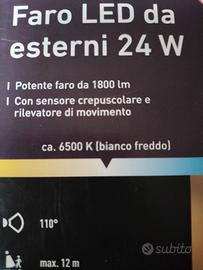 Faro LED da
esterni 24 W
Potente faro da 1800 lm
Con sensore crepuscolare e
rilevatore di movimento
ca. 6500 K (bianco freddo)
110°
max. 12 m
subito